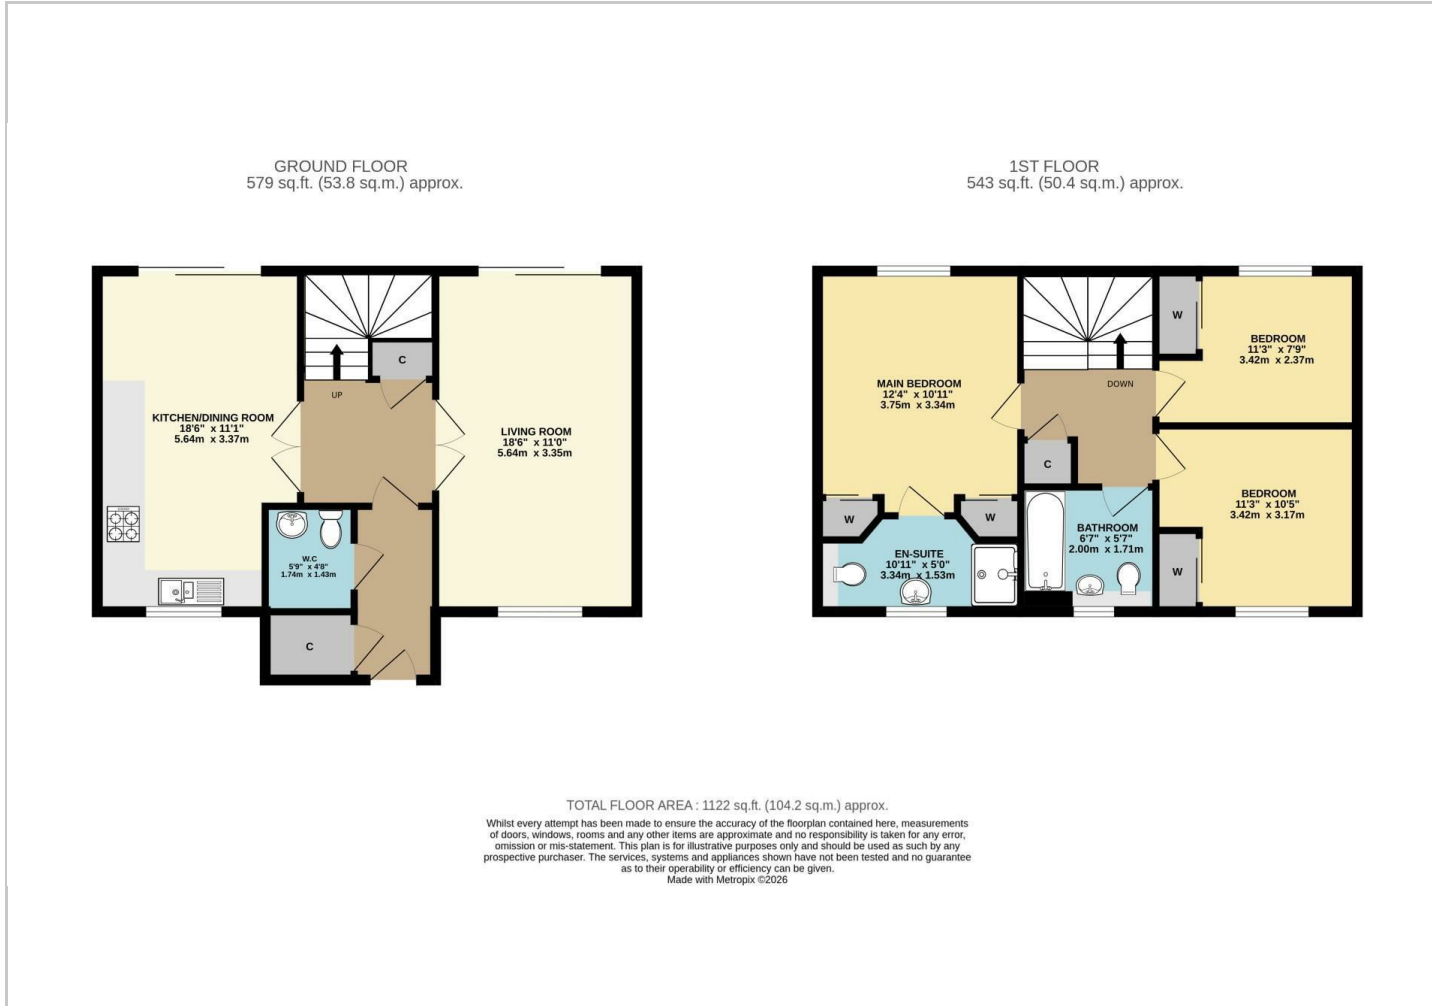 GROUND FLOOR
579 sq.ft. (53.8 sq.m.) approx.
KITCHEN/DINING ROOM
18'6" x 11'1"
5.64m x 3.37m
UP
C
LIVING ROOM
18'6" x 11'0"
5.64m x 3.35m
W.C
5'9" x 4'8"
1.74m x 1.43m
C
1ST FLOOR
543 sq.ft. (50.4 sq.m.) approx.
MAIN BEDROOM
12'4" x 10'11"
3.75m x 3.34m
DOWN
W
BEDROOM
11'3" x 7'9"
3.42m x 2.37m
C
BEDROOM
11'3" x 10'5"
3.42m x 3.17m
W
W
EN-SUITE
10'11" x 5'0"
3.34m x 1.53m
BATHROOM
6'7" x 5'7"
2.00m x 1.71m
W
TOTAL FLOOR AREA : 1122 sq.ft. (104.2 sq.m.) approx.
Whilst every attempt has been made to ensure the accuracy of the floorplan contained here, measurements
of doors, windows, rooms and any other items are approximate and no responsibility is taken for any error,
omission or mis-statement. This plan is for illustrative purposes only and should be used as such by any
prospective purchaser. The services, systems and appliances shown have not been tested and no guarantee
as to their operability or efficiency can be given.
Made with Metropix ©2026